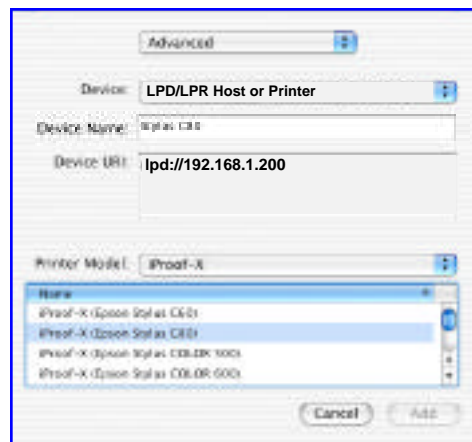 Advanced
Device: LPD/LPR Host or Printer
Device Name: Stylus C80
Device URI: lpd://192.168.1.200
Printer Model: iProof-X
Name
iProof-X (Epson Stylus C60)
iProof-X (Epson Stylus C80)
iProof-X (Epson Stylus COLOR 500)
iProof-X (Epson Stylus COLOR 600)
Cancel Add